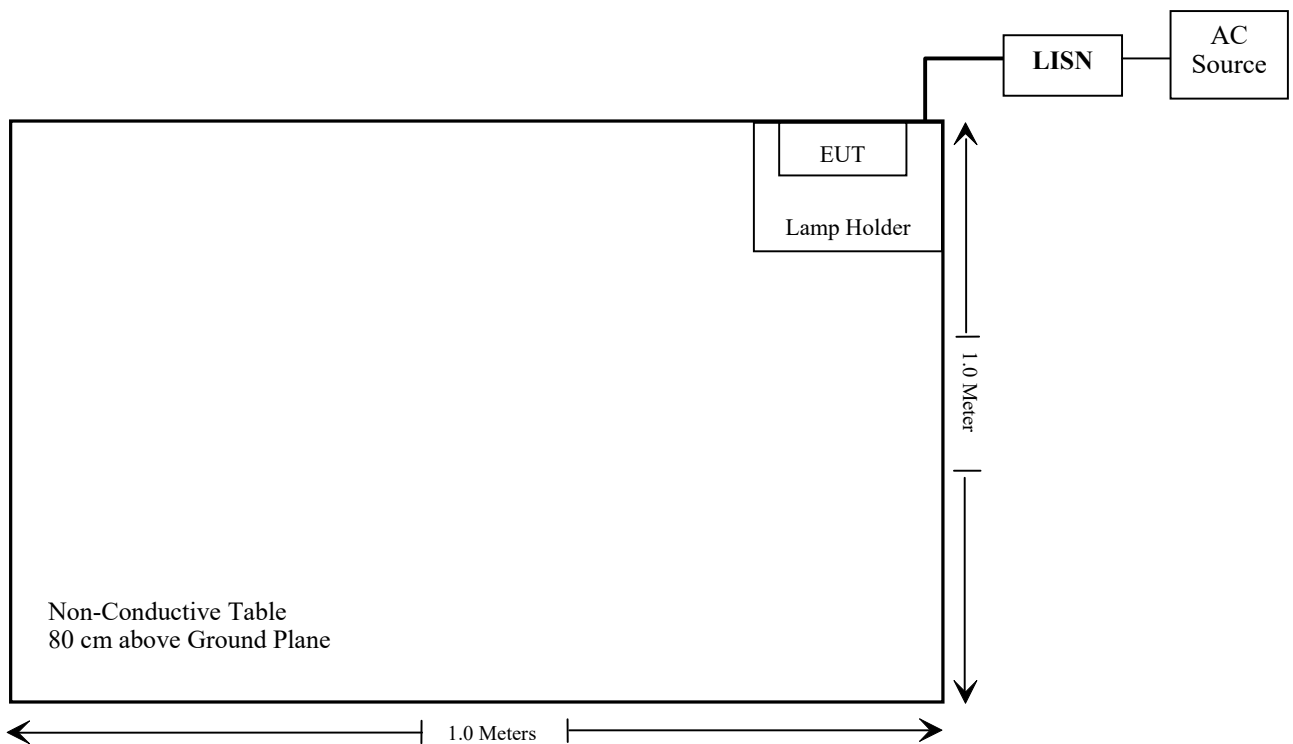 AC
Source
LISN
EUT
Lamp Holder
1.0 Meter
Non-Conductive Table
80 cm above Ground Plane
1.0 Meters